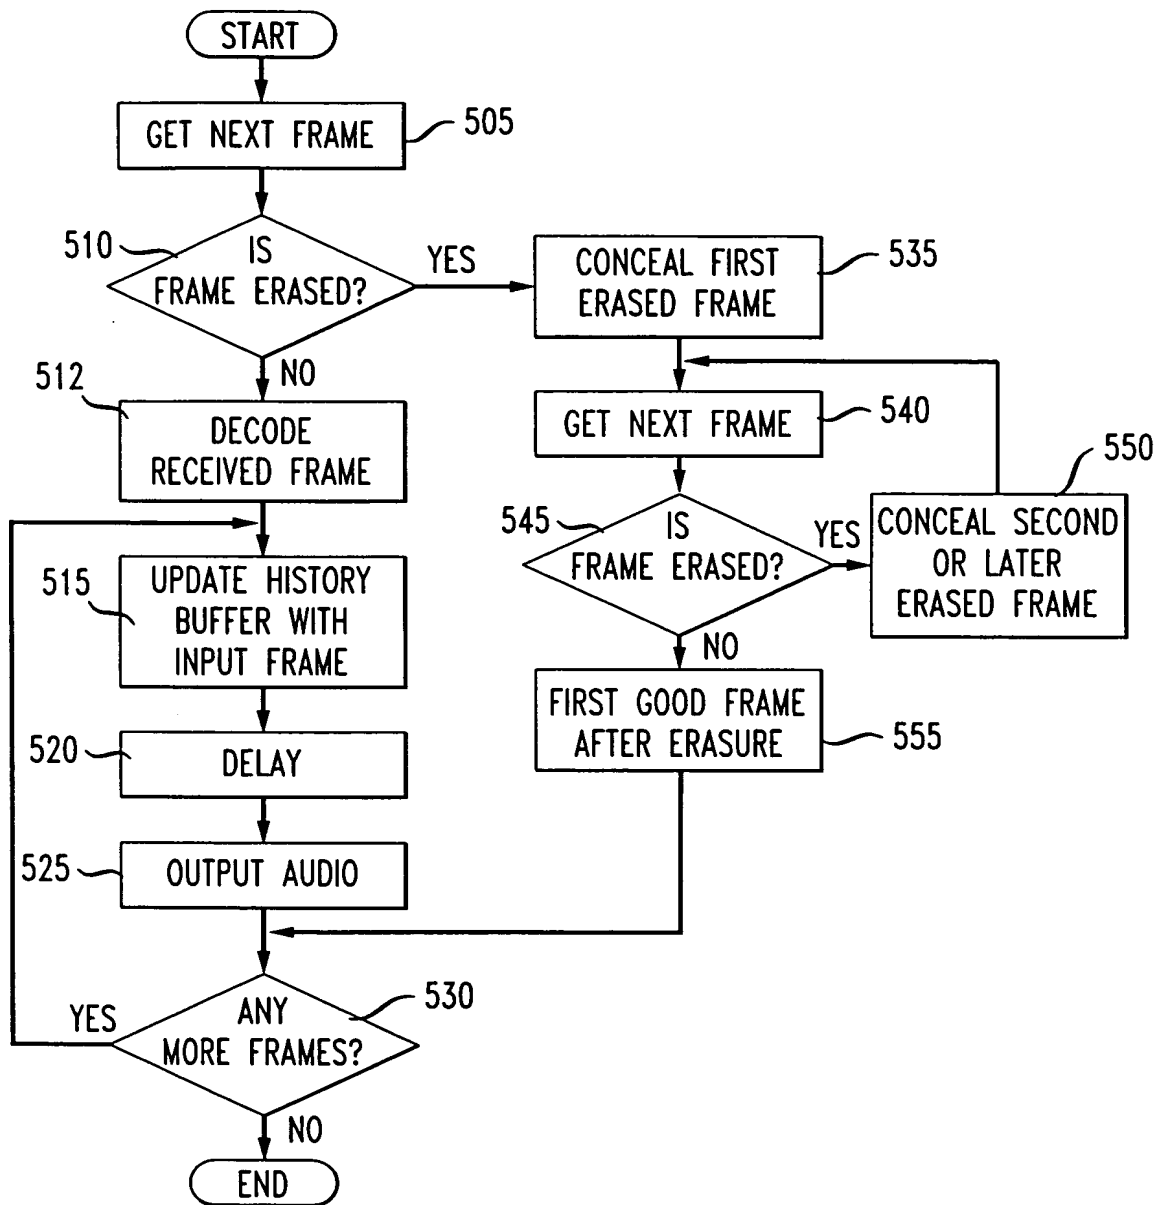 START
GET NEXT FRAME
505
510
IS
FRAME ERASED?
YES
NO
CONCEAL FIRST
ERASED FRAME
535
512
DECODE
RECEIVED FRAME
GET NEXT FRAME
540
545
IS
FRAME ERASED?
YES
NO
550
CONCEAL SECOND
OR LATER
ERASED FRAME
515
UPDATE HISTORY
BUFFER WITH
INPUT FRAME
FIRST GOOD FRAME
AFTER ERASURE
555
520
DELAY
525
OUTPUT AUDIO
530
ANY
MORE FRAMES?
YES
NO
END